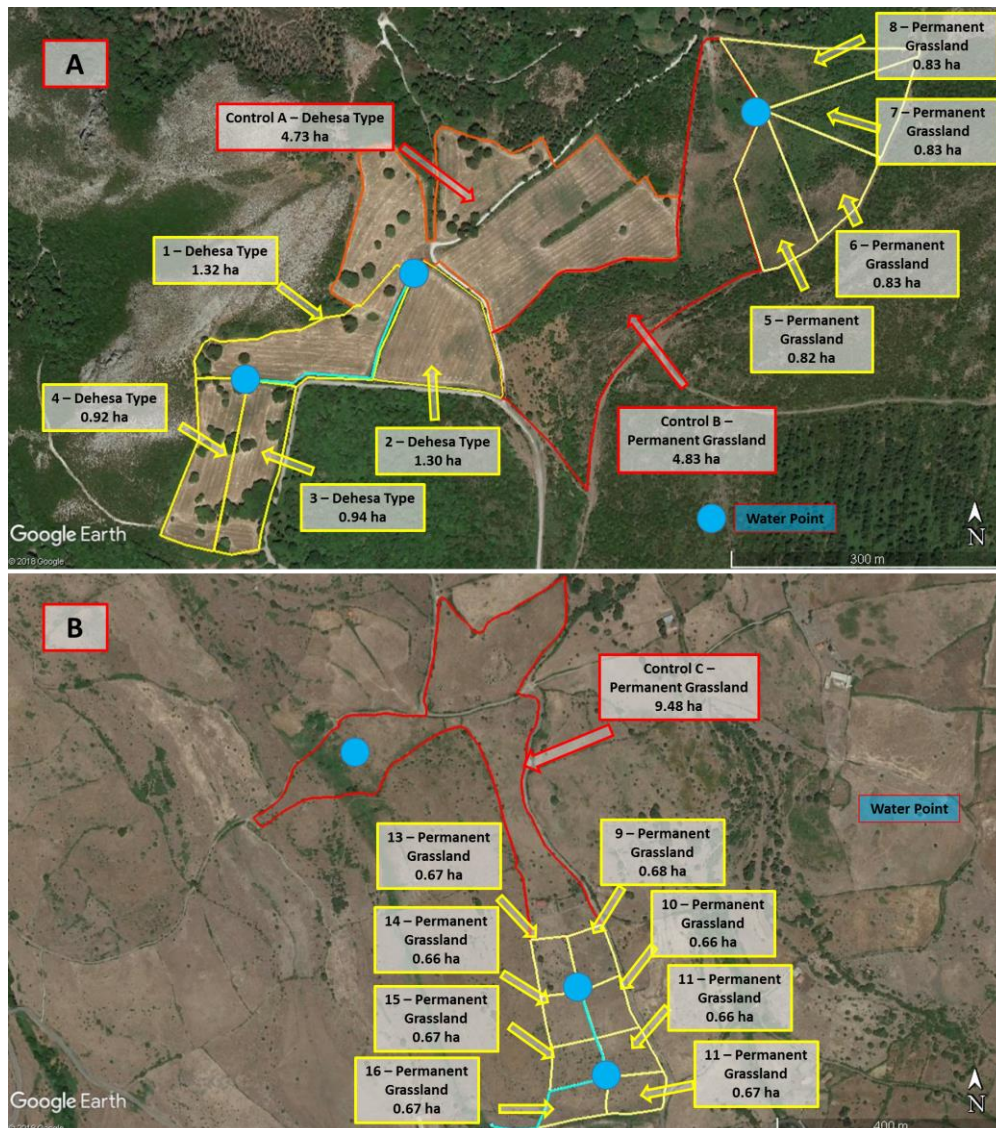 A
8 – Permanent
Grassland
0.83 ha
Control A – Dehesa Type
4.73 ha
7 – Permanent
Grassland
0.83 ha
1 – Dehesa Type
1.32 ha
6 – Permanent
Grassland
0.83 ha
5 – Permanent
Grassland
0.82 ha
4 – Dehesa Type
0.92 ha
2 – Dehesa Type
1.30 ha
Control B –
Permanent Grassland
4.83 ha
3 – Dehesa Type
0.94 ha
Water Point
N
Google Earth
© 2018 Google
300 m
B
Control C –
Permanent Grassland
9.48 ha
Water Point
13 – Permanent
Grassland
0.67 ha
9 – Permanent
Grassland
0.68 ha
14 – Permanent
Grassland
0.66 ha
10 – Permanent
Grassland
0.66 ha
15 – Permanent
Grassland
0.67 ha
11 – Permanent
Grassland
0.66 ha
16 – Permanent
Grassland
0.67 ha
11 – Permanent
Grassland
0.67 ha
N
Google Earth
© 2018 Google
400 m